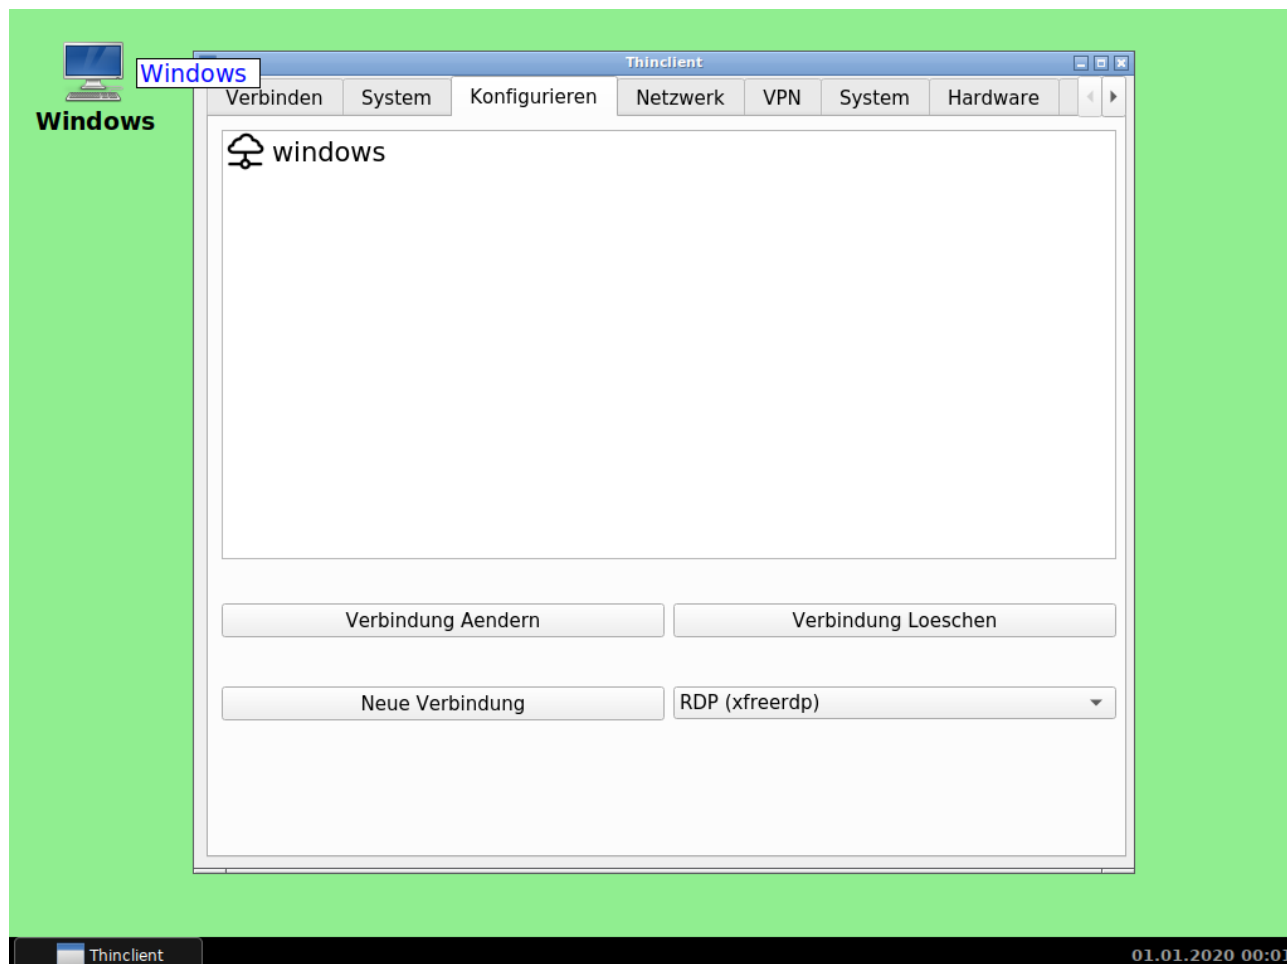 Windows
Windows
Thinclient
Verbinden System Konfigurieren Netzwerk VPN System Hardware
windows
Verbindung Aendern Verbindung Loeschen
Neue Verbindung RDP (xfreerdp)
Thinclient 01.01.2020 00:01